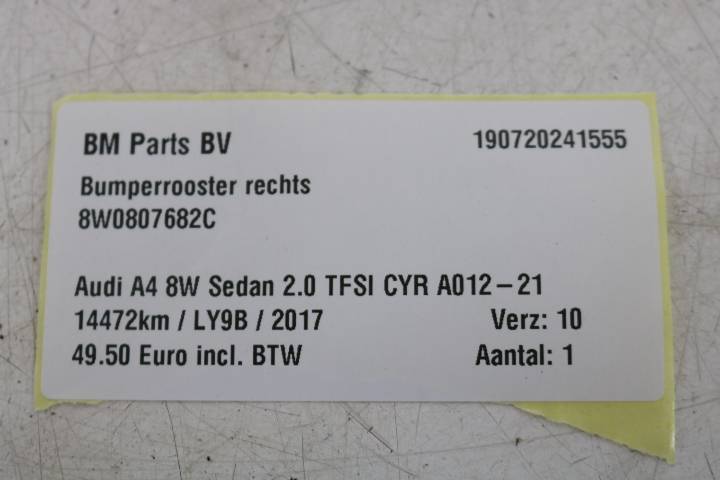 BM Parts BV 190720241555
Bumperrooster rechts
8W0807682C
Audi A4 8W Sedan 2.0 TFSI CYR A012-21
14472km / LY9B / 2017 Verz: 10
49.50 Euro incl. BTW Aantal: 1